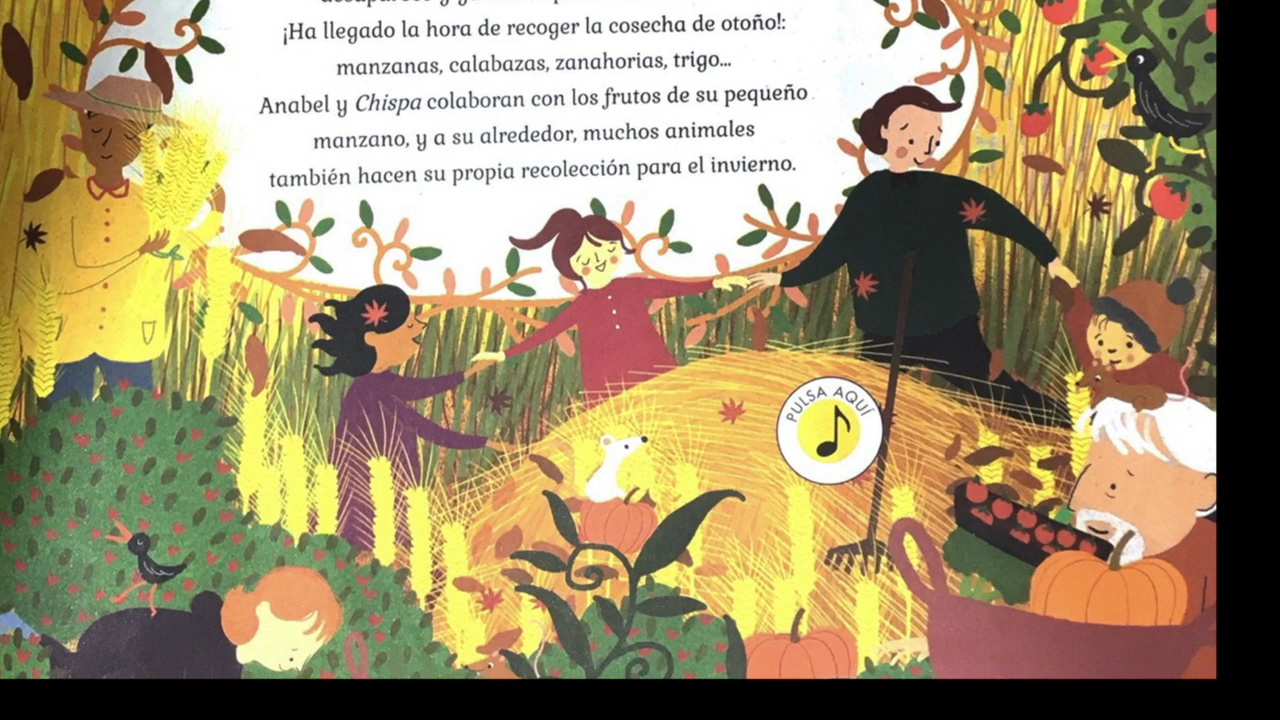 ¡Ha llegado la hora de recoger la cosecha de otoño!:
manzanas, calabazas, zanahorias, trigo...
Anabel y Chispa colaboran con los frutos de su pequeño
manzano, y a su alrededor, muchos animales
también hacen su propia recolección para el invierno.
PULSA AQUÍ